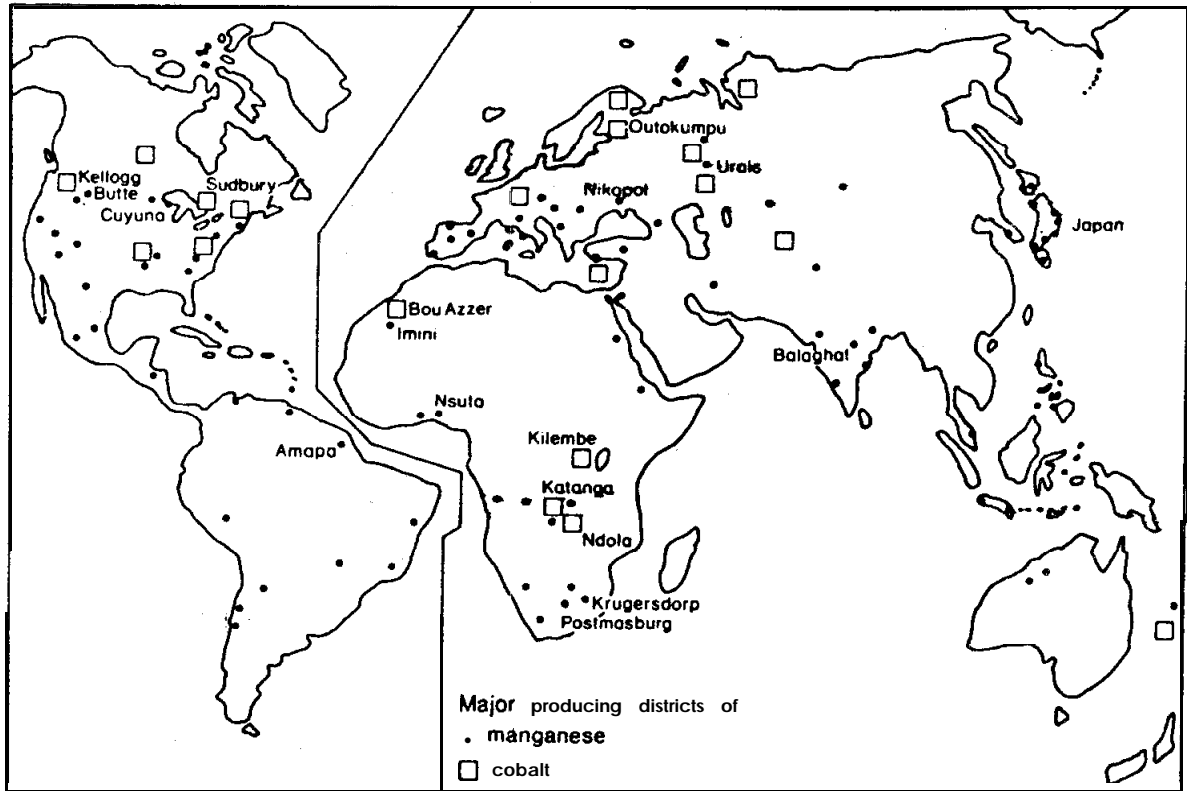 Outokumpu
Urals
Kellogg
Butte
Sudbury
Nikopol
Cuyuna
Japan
Bou Azzer
Imini
Balaghat
Nsuta
Amapa
Kilembe
Katanga
Ndola
Krugersdorp
Postmasburg
Major producing districts of
manganese
cobalt